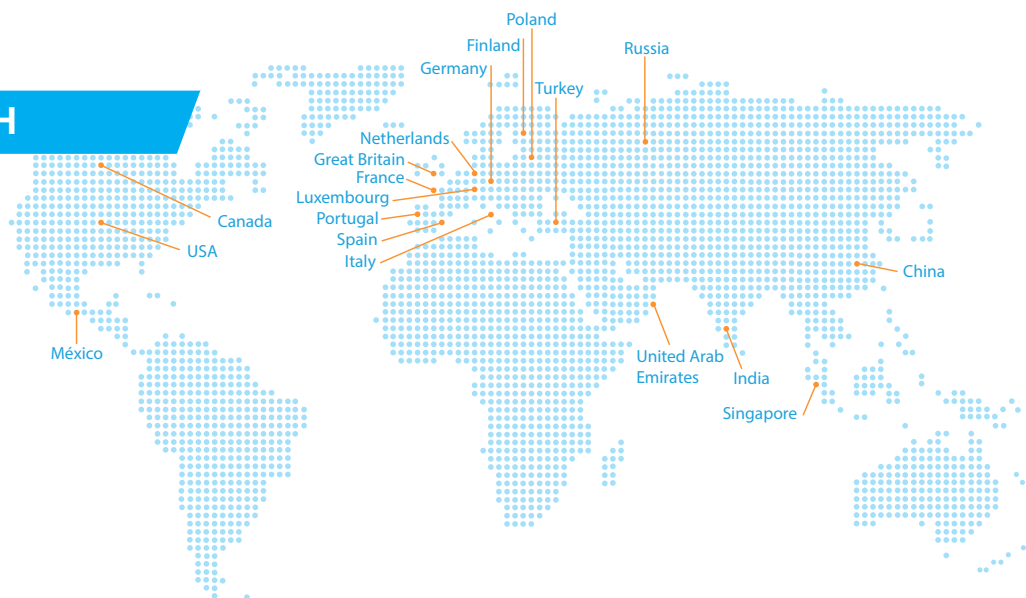 H
Poland
Finland
Russia
Germany
Turkey
Netherlands
Great Britain
France
Luxembourg
Portugal
Canada
Spain
USA
Italy
China
México
United Arab
Emirates
India
Singapore